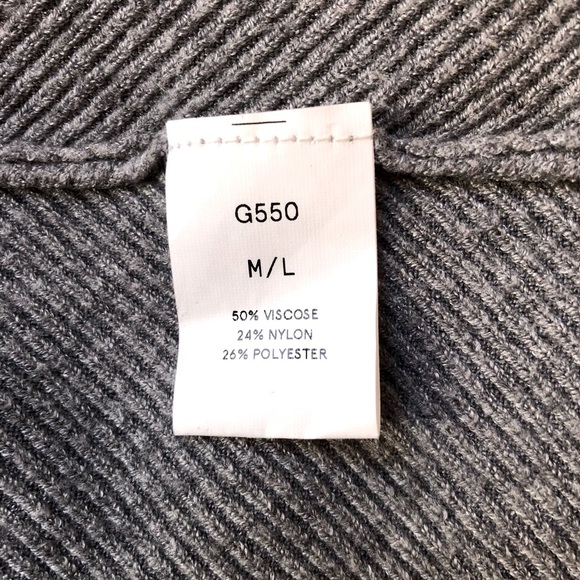 G550
M/L
50% VISCOSE
24% NYLON
26% POLYESTER